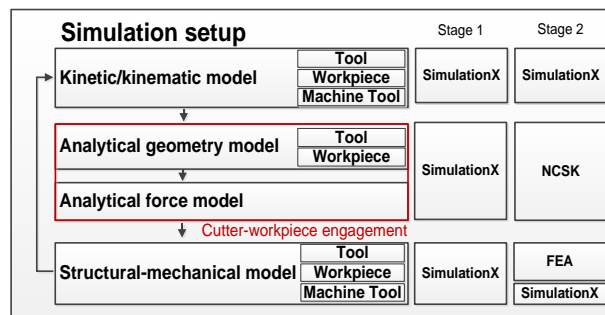 Simulation setup
Stage 1
Stage 2
Kinetic/kinematic model
Tool
Workpiece
Machine Tool
SimulationX
SimulationX
Analytical geometry model
Tool
Workpiece
SimulationX
NCSK
Analytical force model
Cutter-workpiece engagement
Structural-mechanical model
Tool
Workpiece
Machine Tool
SimulationX
FEA
SimulationX